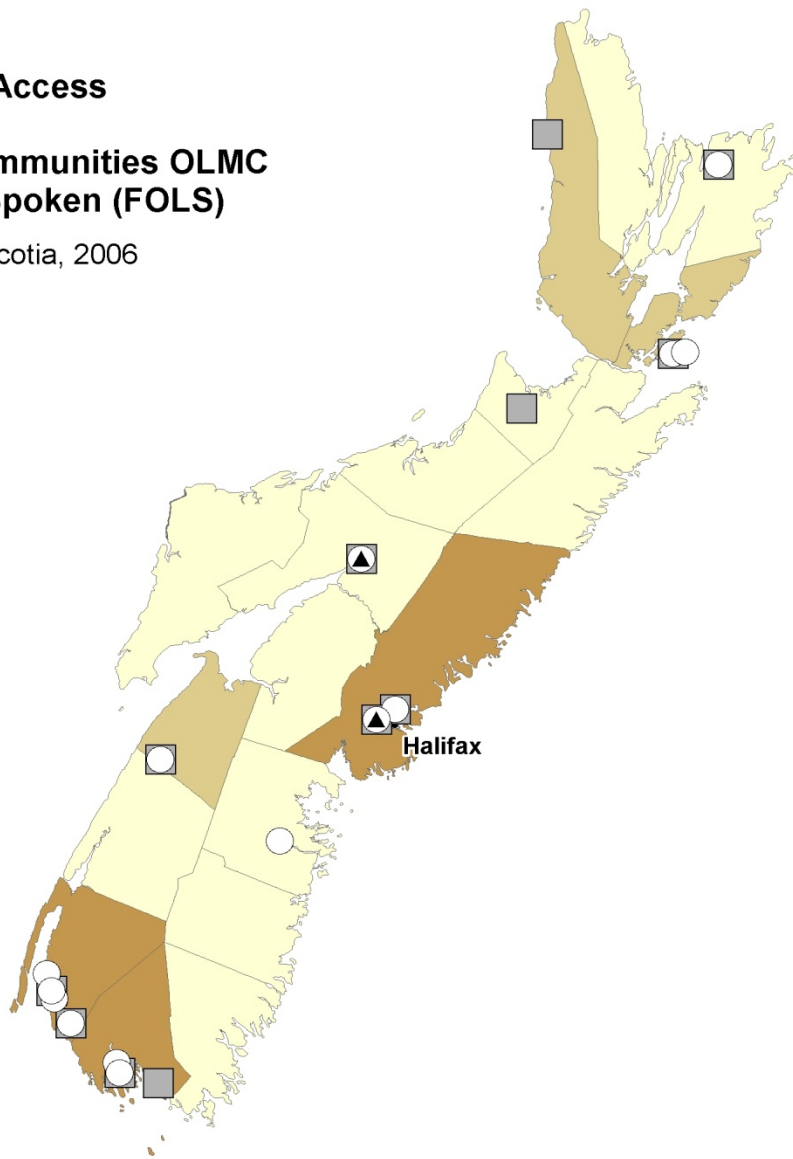 Access
mmunities OLMC
poken (FOLS)
cotia, 2006
Halifax